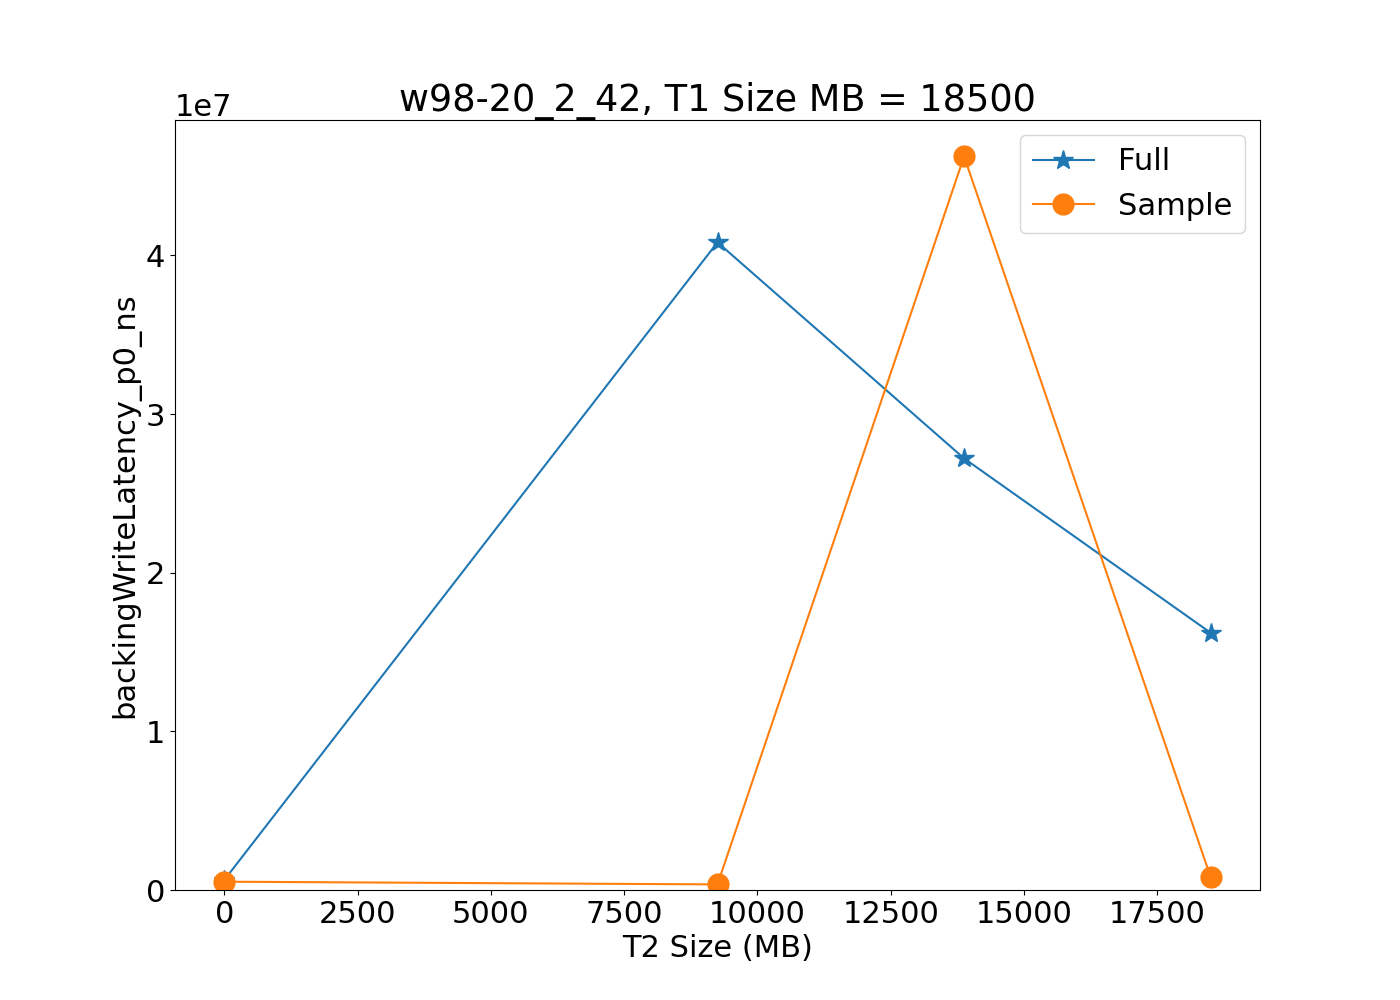 w98-20_2_42, T1 Size MB = 18500
1e7
Full
Sample
4
3
2
1
0
backingWriteLatency_p0_ns
0 2500 5000 7500 10000 12500 15000 17500
T2 Size (MB)